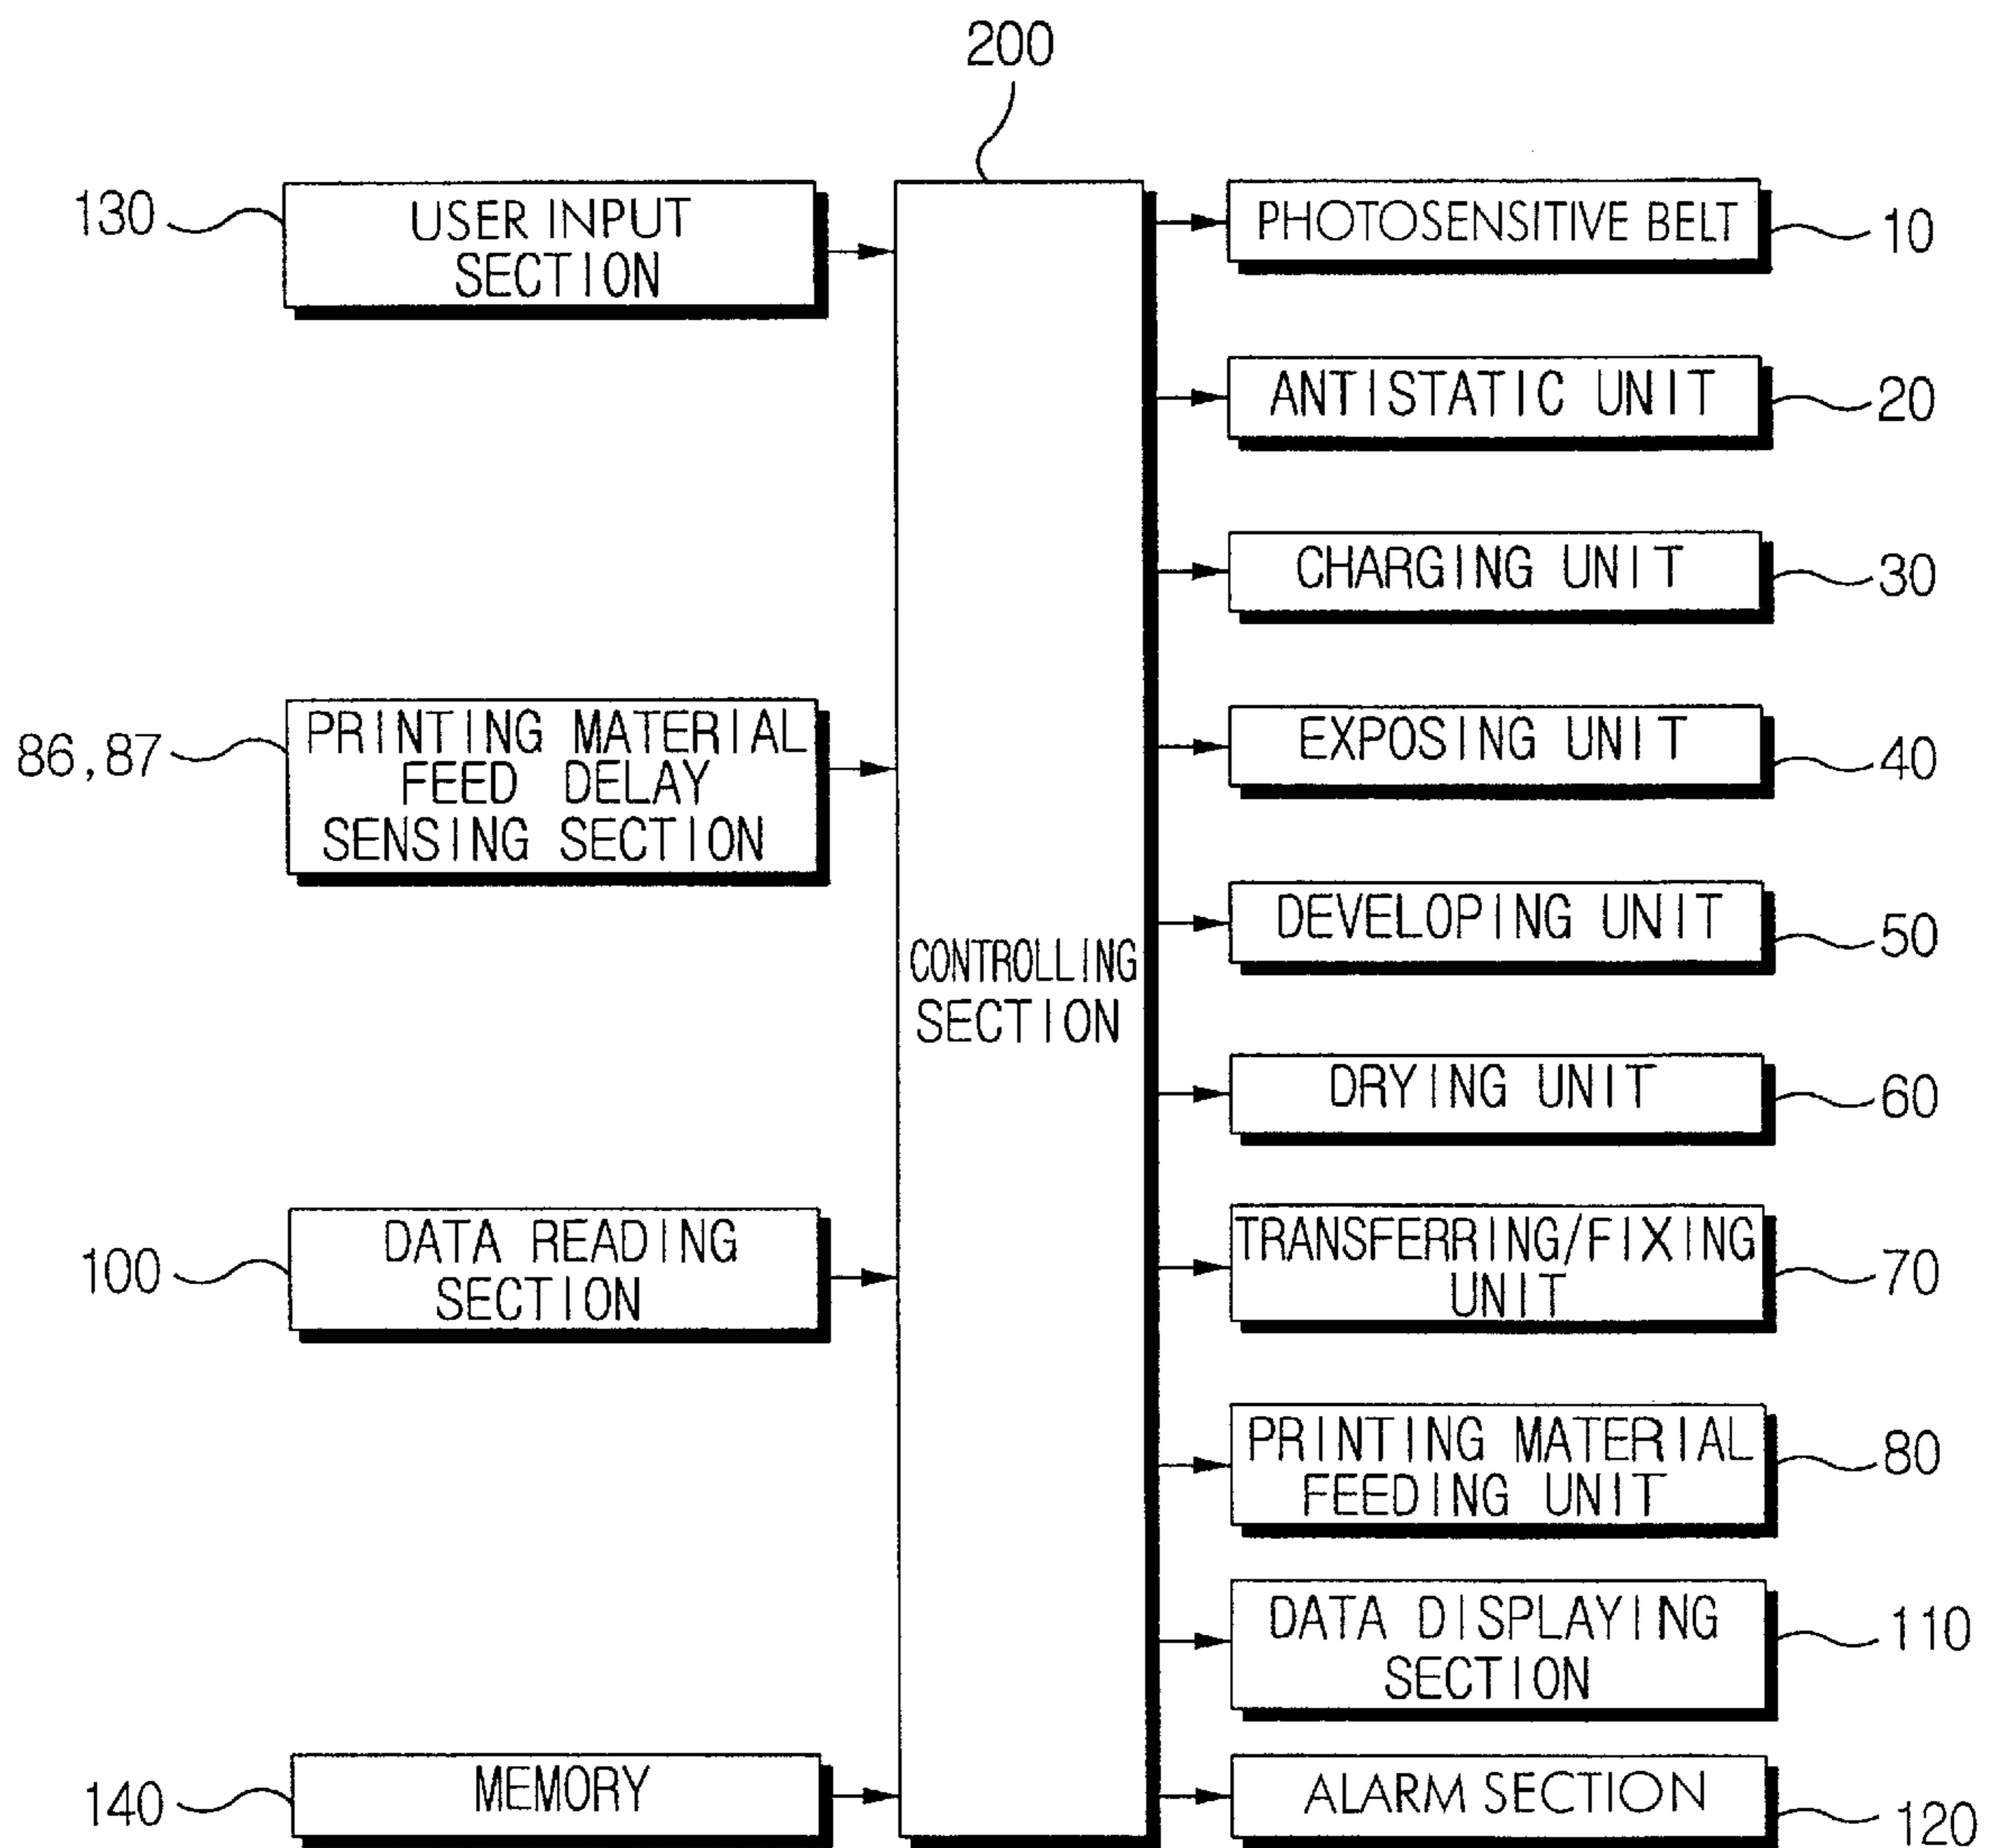 200
130
USER INPUT
SECTION
86,87
PRINTING MATERIAL
FEED DELAY
SENSING SECTION
100
DATA READING
SECTION
140
MEMORY
CONTROLLING
SECTION
PHOTOSENSITIVE BELT
10
ANTISTATIC UNIT
20
CHARGING UNIT
30
EXPOSING UNIT
40
DEVELOPING UNIT
50
DRYING UNIT
60
TRANSFERRING/FIXING
UNIT
70
PRINTING MATERIAL
FEEDING UNIT
80
DATA DISPLAYING
SECTION
110
ALARM SECTION
120